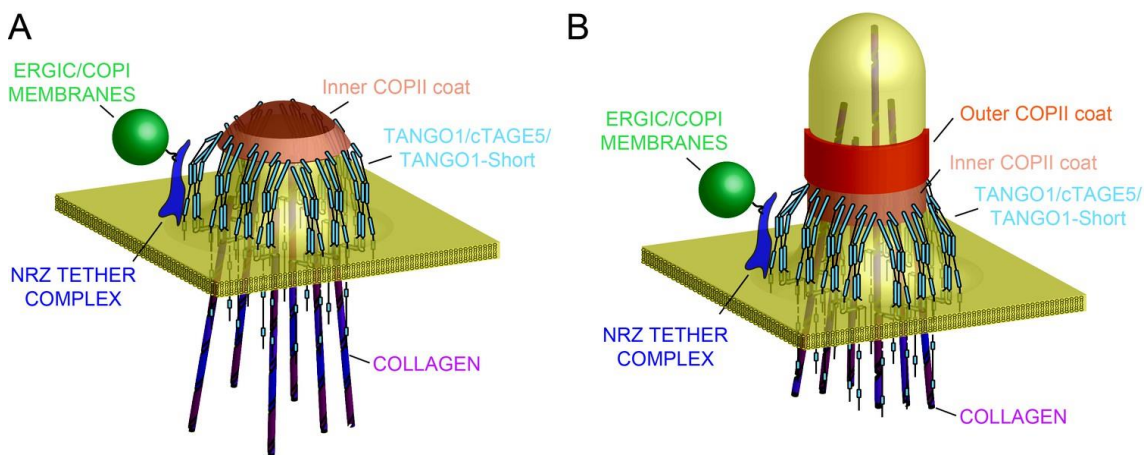 A
ERGIC/COPI
MEMBRANES
Inner COPII coat
TANGO1/cTAGE5/
TANGO1-Short
NRZ TETHER
COMPLEX
COLLAGEN
B
ERGIC/COPI
MEMBRANES
Outer COPII coat
Inner COPII coat
TANGO1/cTAGE5/
TANGO1-Short
NRZ TETHER
COMPLEX
COLLAGEN